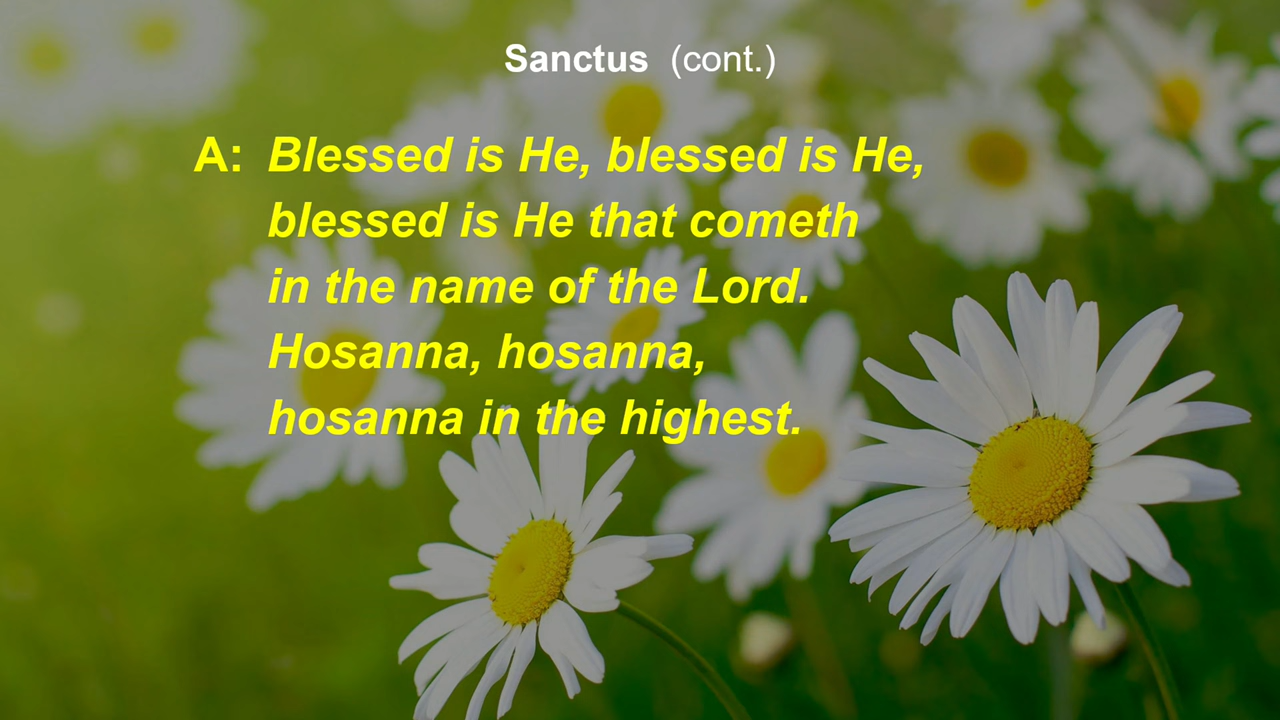 Sanctus (cont.)
A: Blessed is He, blessed is He,
blessed is He that cometh
in the name of the Lord.
Hosanna, hosanna,
hosanna in the highest.